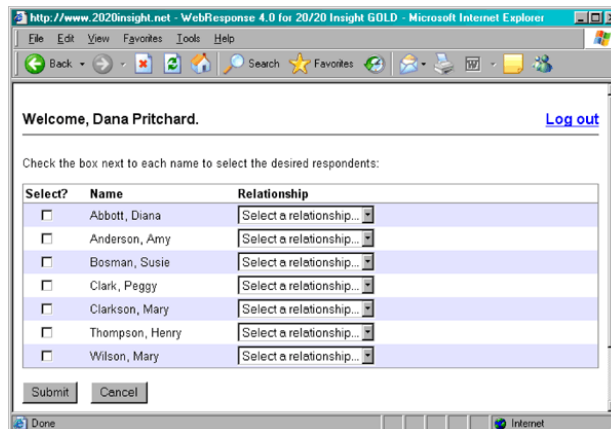 http://www.2020insight.net - WebResponse 4.0 for 20/20 Insight GOLD - Microsoft Internet Explorer
File Edit View Favorites Tools Help
Back Search Favorites
Welcome, Dana Pritchard. Log out
Check the box next to each name to select the desired respondents:
Select? Name Relationship
Abbott, Diana Select a relationship...
Anderson, Amy Select a relationship...
Bosman, Susie Select a relationship...
Clark, Peggy Select a relationship...
Clarkson, Mary Select a relationship...
Thompson, Henry Select a relationship...
Wilson, Mary Select a relationship...
Submit Cancel
Done Internet